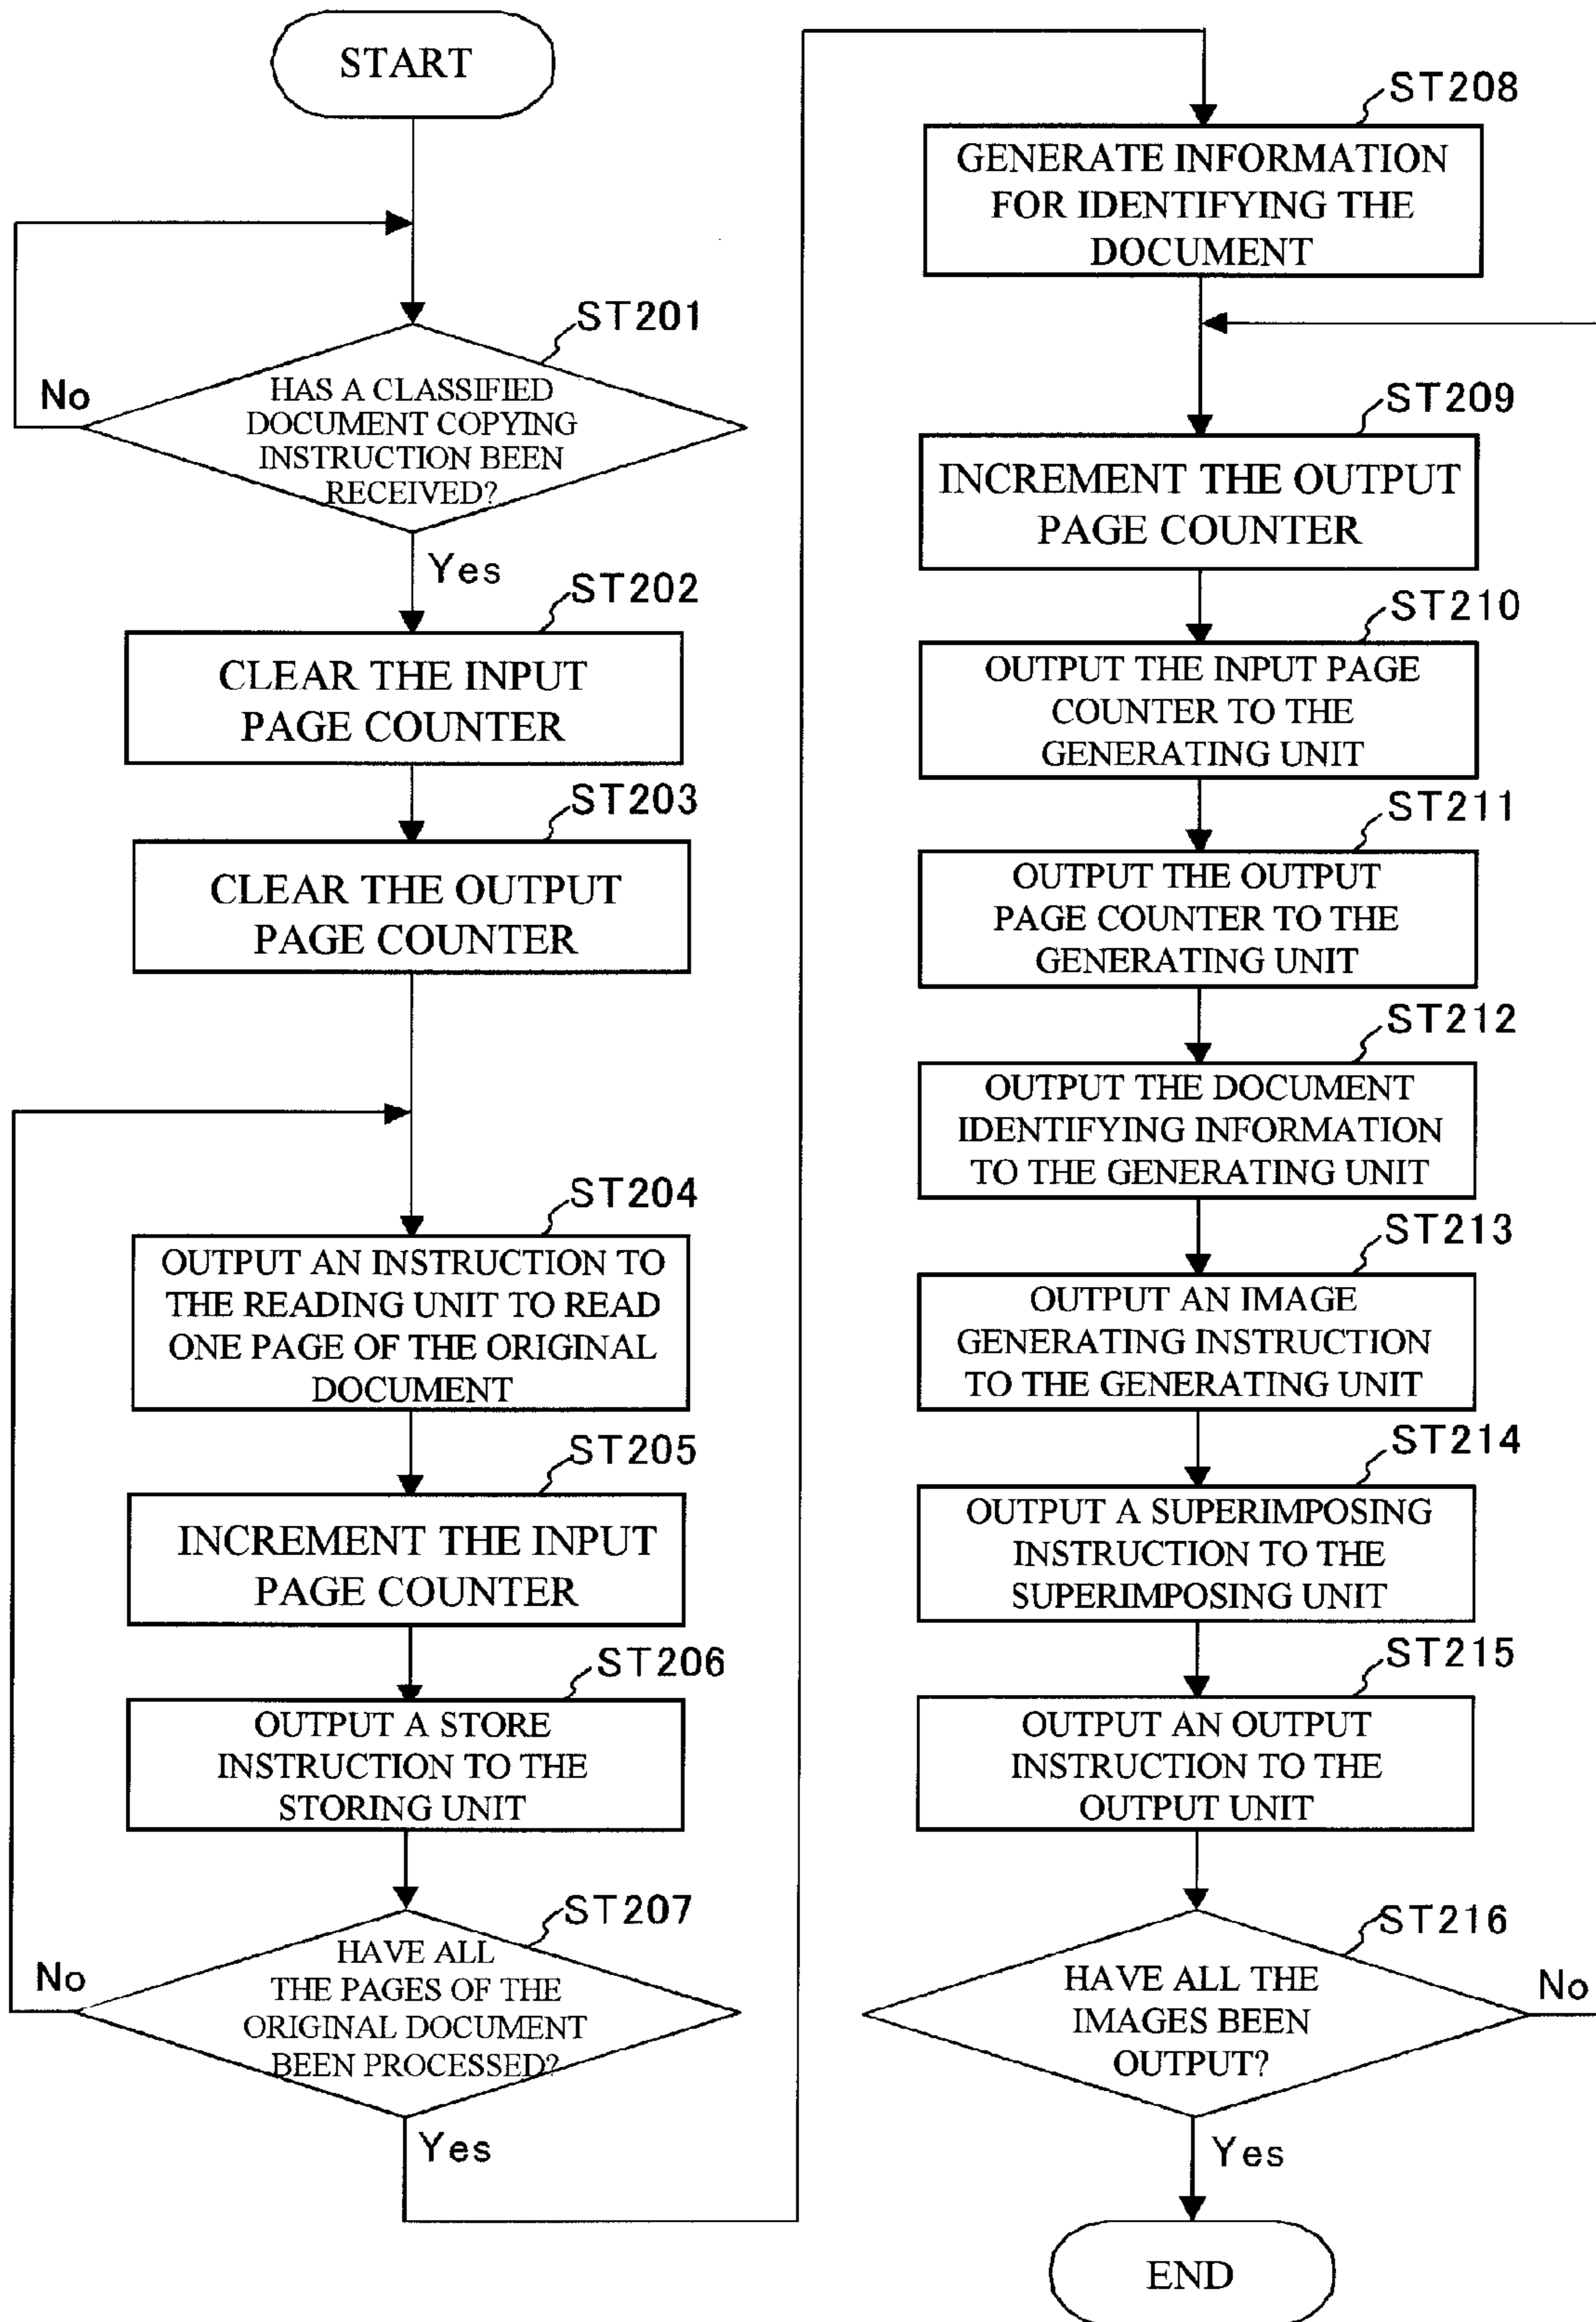 START
ST201
No
HAS A CLASSIFIED
DOCUMENT COPYING
INSTRUCTION BEEN
RECEIVED?
Yes
ST202
CLEAR THE INPUT
PAGE COUNTER
ST203
CLEAR THE OUTPUT
PAGE COUNTER
ST204
OUTPUT AN INSTRUCTION TO
THE READING UNIT TO READ
ONE PAGE OF THE ORIGINAL
DOCUMENT
ST205
INCREMENT THE INPUT
PAGE COUNTER
ST206
OUTPUT A STORE
INSTRUCTION TO THE
STORING UNIT
ST207
No
HAVE ALL
THE PAGES OF THE
ORIGINAL DOCUMENT
BEEN PROCESSED?
Yes
ST208
GENERATE INFORMATION
FOR IDENTIFYING THE
DOCUMENT
ST209
INCREMENT THE OUTPUT
PAGE COUNTER
ST210
OUTPUT THE INPUT PAGE
COUNTER TO THE
GENERATING UNIT
ST211
OUTPUT THE OUTPUT
PAGE COUNTER TO THE
GENERATING UNIT
ST212
OUTPUT THE DOCUMENT
IDENTIFYING INFORMATION
TO THE GENERATING UNIT
ST213
OUTPUT AN IMAGE
GENERATING INSTRUCTION
TO THE GENERATING UNIT
ST214
OUTPUT A SUPERIMPOSING
INSTRUCTION TO THE
SUPERIMPOSING UNIT
ST215
OUTPUT AN OUTPUT
INSTRUCTION TO THE
OUTPUT UNIT
ST216
No
HAVE ALL THE
IMAGES BEEN
OUTPUT?
Yes
END